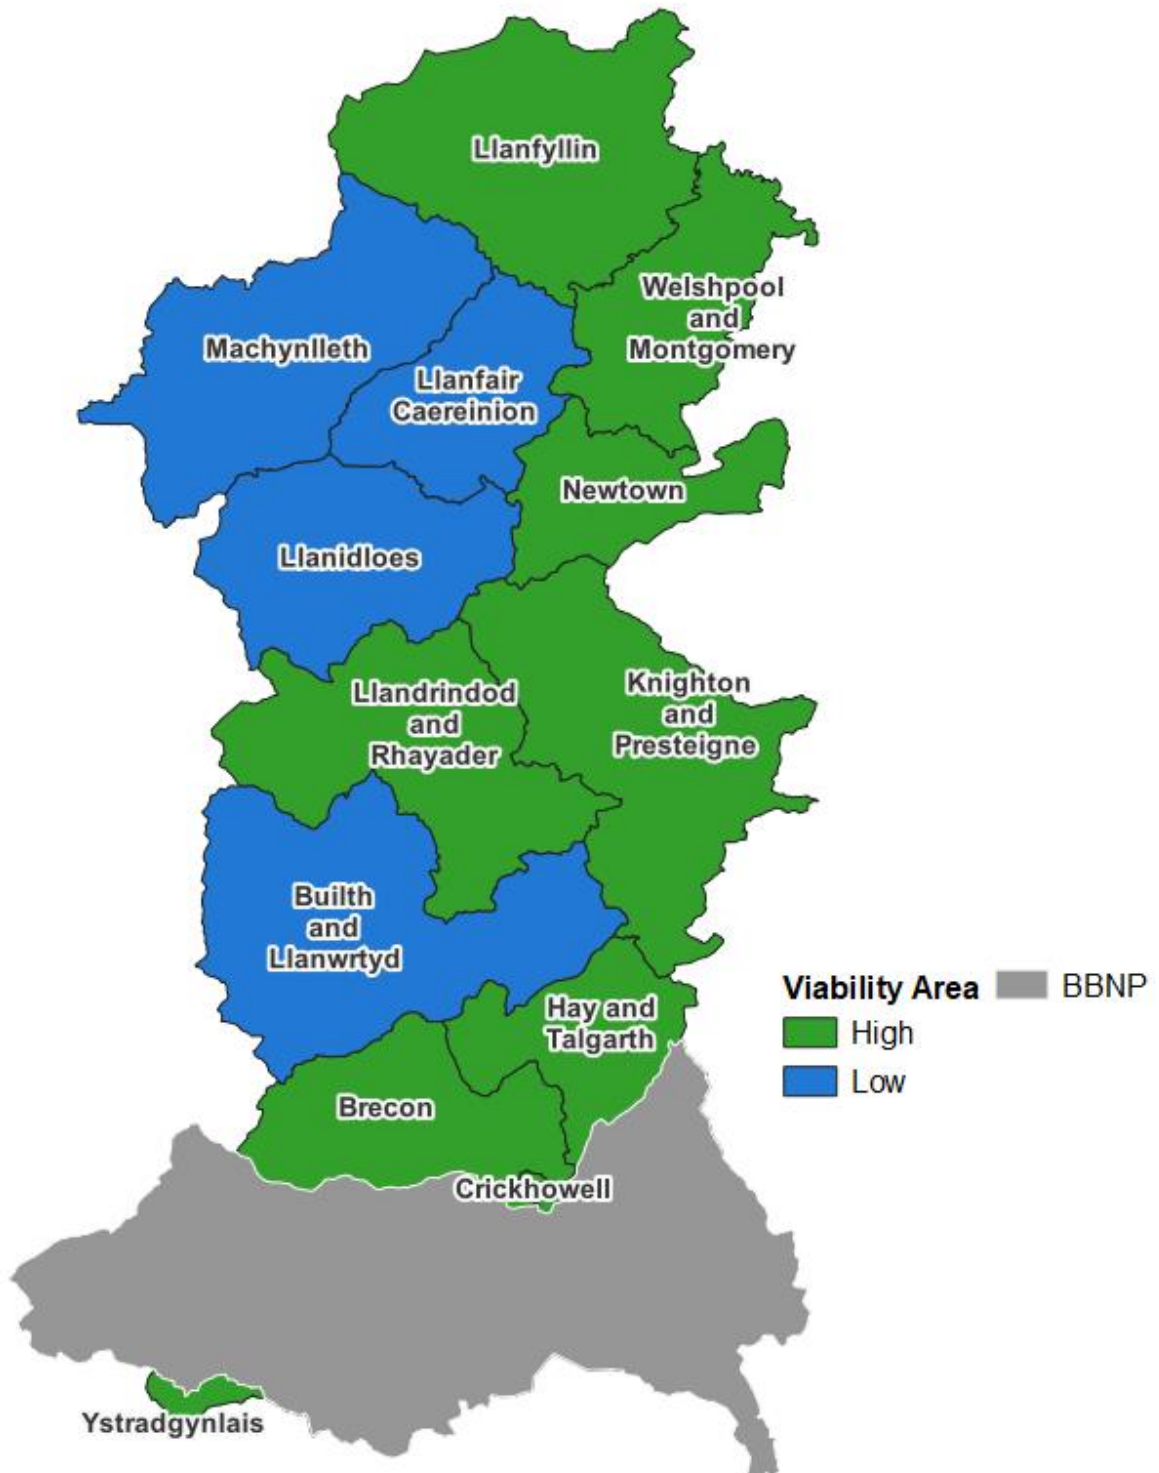 Llanfyllin
Welshpool
and
Montgomery
Machynlleth
Llanfair
Caereinion
Newtown
Llanidloes
Llandrindod
and
Rhayader
Knighton
and
Presteigne
Builth
and
Llanwrtyd
Hay and
Talgarth
Brecon
Crickhowell
Ystradgynlais
Viability Area
High
Low
BBNP